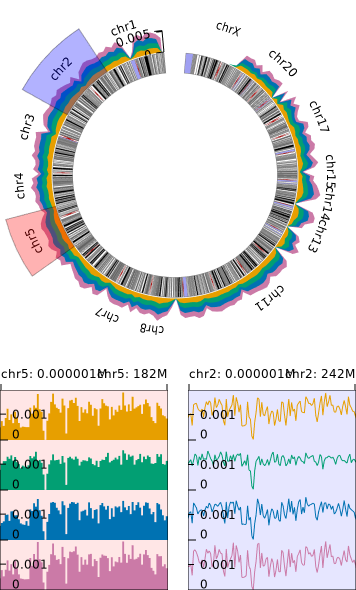 chr1
chrX
0.005
0
chr2
chr20
chr3
chr17
chr4
chr15
chr14
chr5
chr13
chr7
chr11
chr8
chr5: 0.000001M
chr5: 182M
chr2: 0.000001M
chr2: 242M
0.001
0
0.001
0
0.001
0
0.001
0
0.001
0
0.001
0
0.001
0
0.001
0